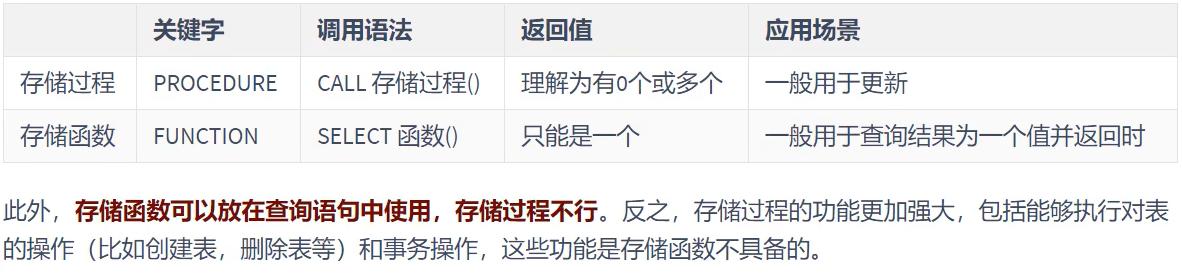 关键字 调用语法 返回值 应用场景
存储过程 PROCEDURE CALL 存储过程() 理解为有0个或多个 一般用于更新
存储函数 FUNCTION SELECT 函数() 只能是一个 一般用于查询结果为一个值并返回时
此外，存储函数可以放在查询语句中使用，存储过程不行。反之，存储过程的功能更加强大，包括能够执行对表
的操作（比如创建表，删除表等）和事务操作，这些功能是存储函数不具备的。